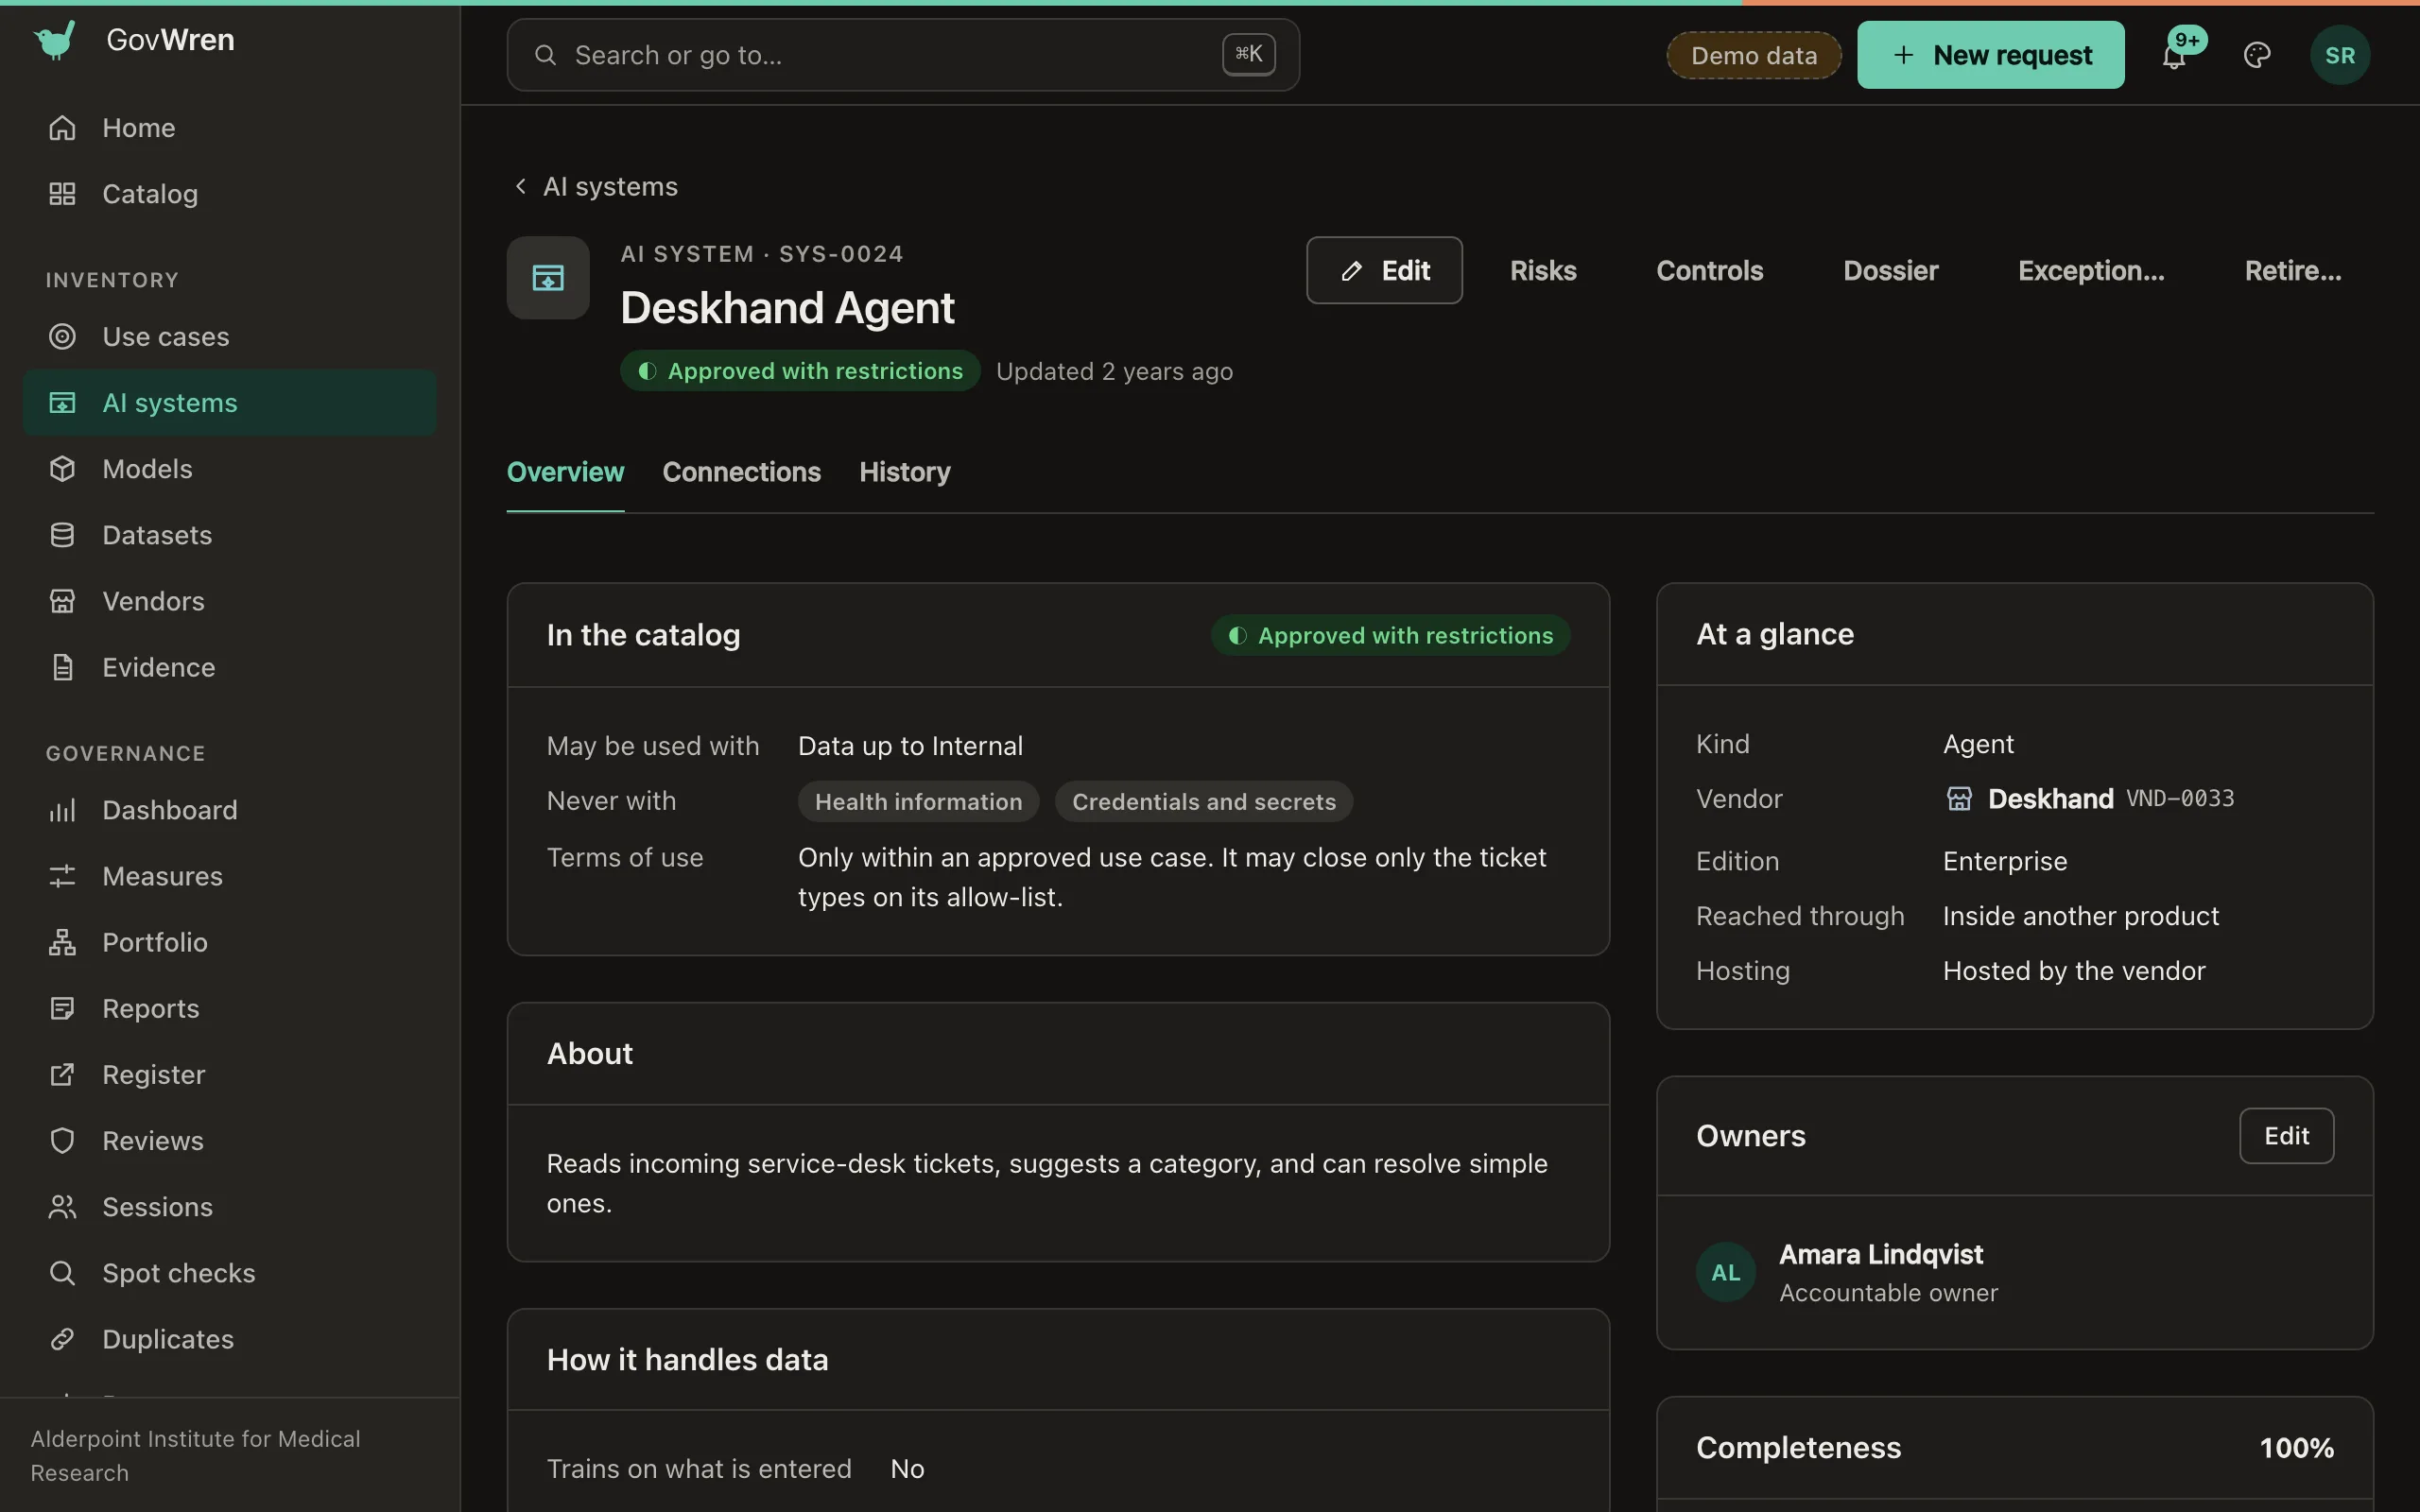 GovWren
Search or go to...
⌘K
Demo data
+ New request
9+
SR
Home
Catalog
INVENTORY
Use cases
AI systems
Models
Datasets
Vendors
Evidence
GOVERNANCE
Dashboard
Measures
Portfolio
Reports
Register
Reviews
Sessions
Spot checks
Duplicates
Alderpoint Institute for Medical
Research
AI systems
AI SYSTEM · SYS-0024
Deskhand Agent
Approved with restrictions
Updated 2 years ago
Edit
Risks
Controls
Dossier
Exception...
Retire...
Overview
Connections
History
In the catalog
Approved with restrictions
May be used with Data up to Internal
Never with Health information Credentials and secrets
Terms of use Only within an approved use case. It may close only the ticket
types on its allow-list.
About
Reads incoming service-desk tickets, suggests a category, and can resolve simple
ones.
How it handles data
Trains on what is entered No
At a glance
Kind Agent
Vendor Deskhand VND-0033
Edition Enterprise
Reached through Inside another product
Hosting Hosted by the vendor
Owners
Edit
AL
Amara Lindqvist
Accountable owner
Completeness 100%